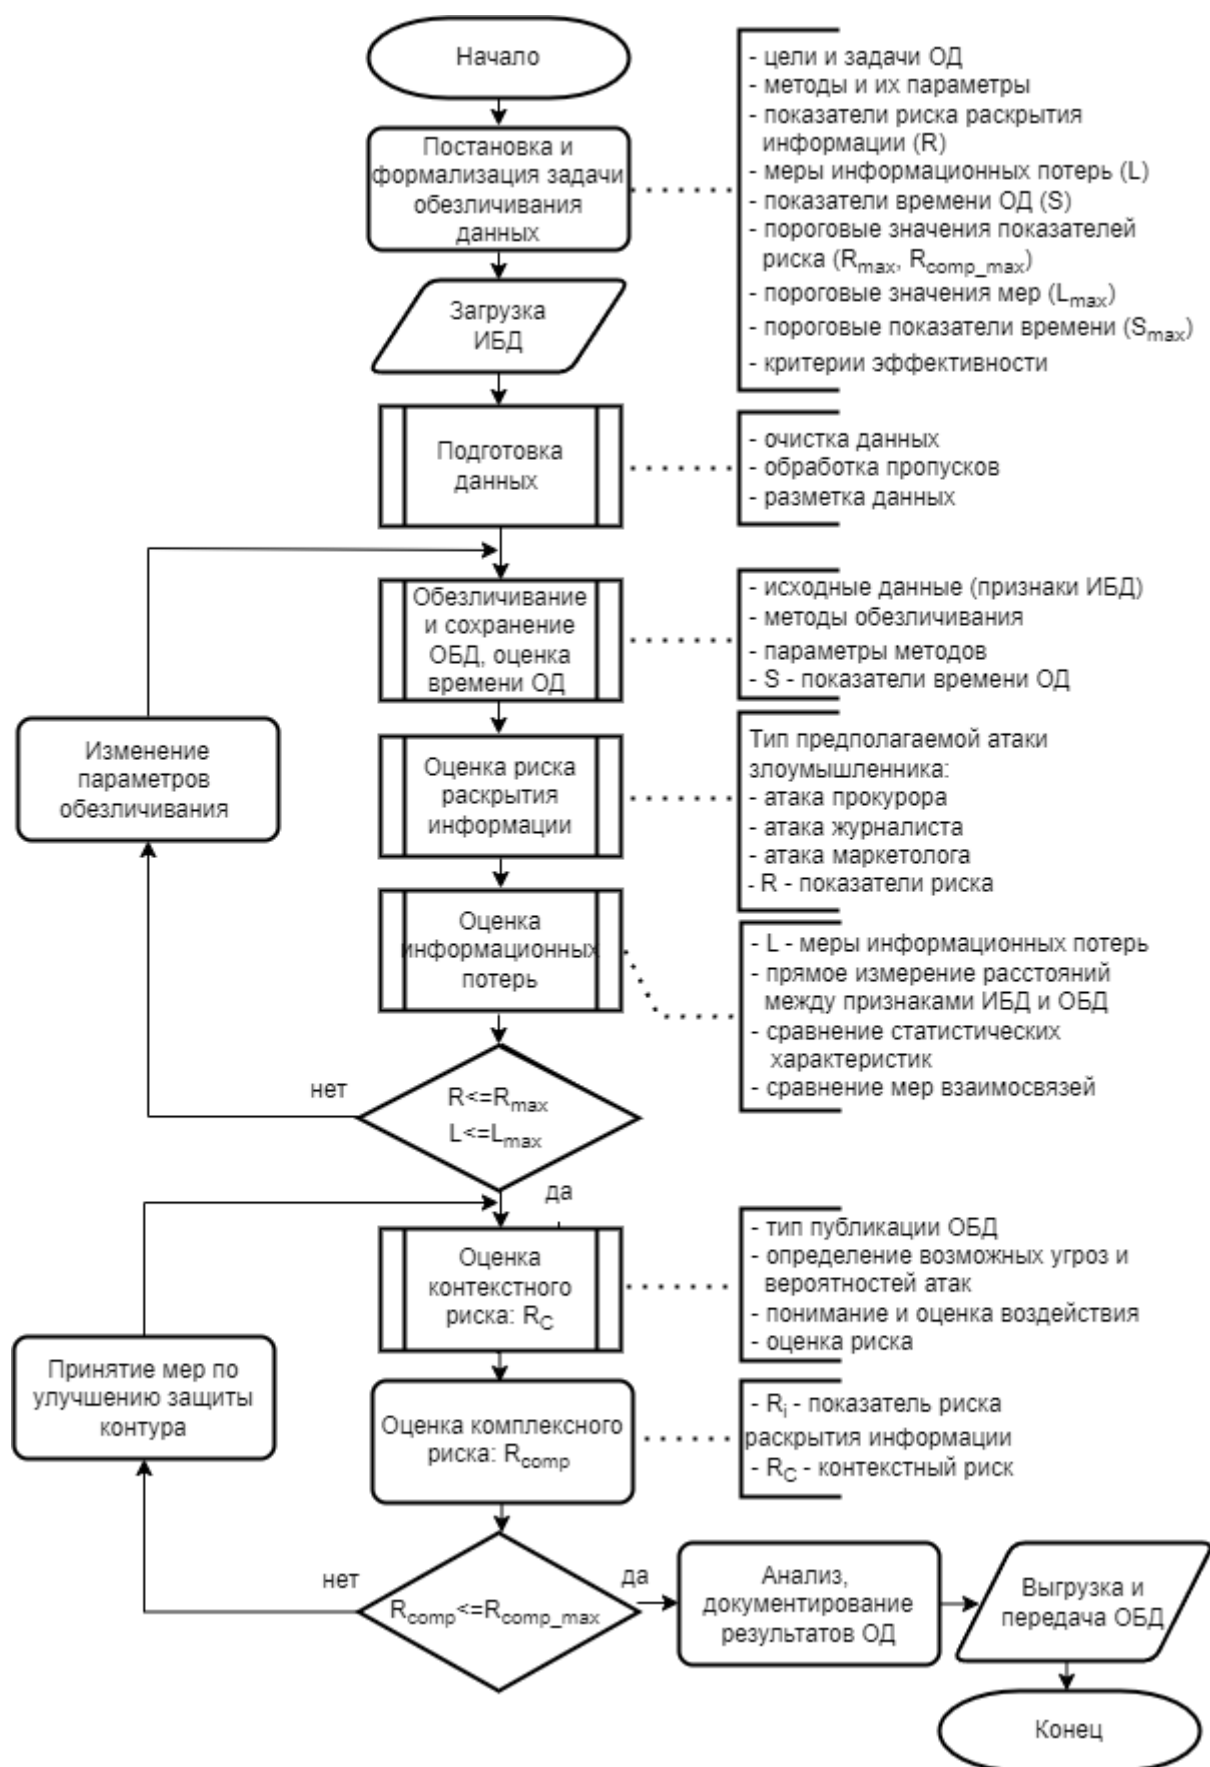 Начало
- цели и задачи ОД
- методы и их параметры
- показатели риска раскрытия
информации (R)
- меры информационных потерь (L)
- показатели времени ОД (S)
- пороговые значения показателей
риска (Rmax, Rcomp_max)
- пороговые значения мер (Lmax)
- пороговые показатели времени (Smax)
- критерии эффективности
Постановка и
формализация задачи
обезличивания
данных
Загрузка
ИБД
Подготовка
данных
- очистка данных
- обработка пропусков
- разметка данных
Обезличивание
и сохранение
ОБД, оценка
времени ОД
- исходные данные (признаки ИБД)
- методы обезличивания
- параметры методов
- S - показатели времени ОД
Изменение
параметров
обезличивания
Оценка риска
раскрытия
информации
Тип предполагаемой атаки
злоумышленника:
- атака прокурора
- атака журналиста
- атака маркетолога
- R - показатели риска
Оценка
информационных
потерь
- L - меры информационных потерь
- прямое измерение расстояний
между признаками ИБД и ОБД
- сравнение статистических
характеристик
- сравнение мер взаимосвязей
нет
R<=Rmax
L<=Lmax
да
Оценка
контекстного
риска: RC
- тип публикации ОБД
- определение возможных угроз и
вероятностей атак
- понимание и оценка воздействия
- оценка риска
Принятие мер по
улучшению защиты
контура
Оценка комплексного
риска: Rcomp
- Ri - показатель риска
раскрытия информации
- RC - контекстный риск
нет
Rcomp<=Rcomp_max
да
Анализ,
документирование
результатов ОД
Выгрузка и
передача ОБД
Конец